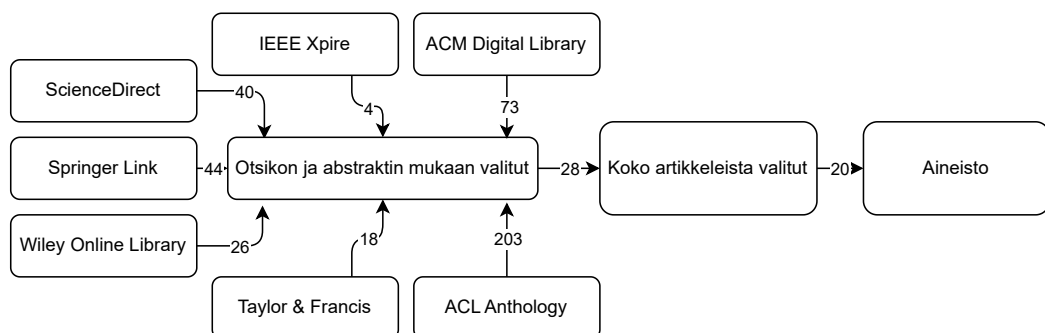 IEEE Xpire
ACM Digital Library
ScienceDirect
40
4
73
Springer Link
44
Otsikon ja abstraktin mukaan valitut
28
Koko artikkeleista valitut
20
Aineisto
Wiley Online Library
26
18
203
Taylor & Francis
ACL Anthology